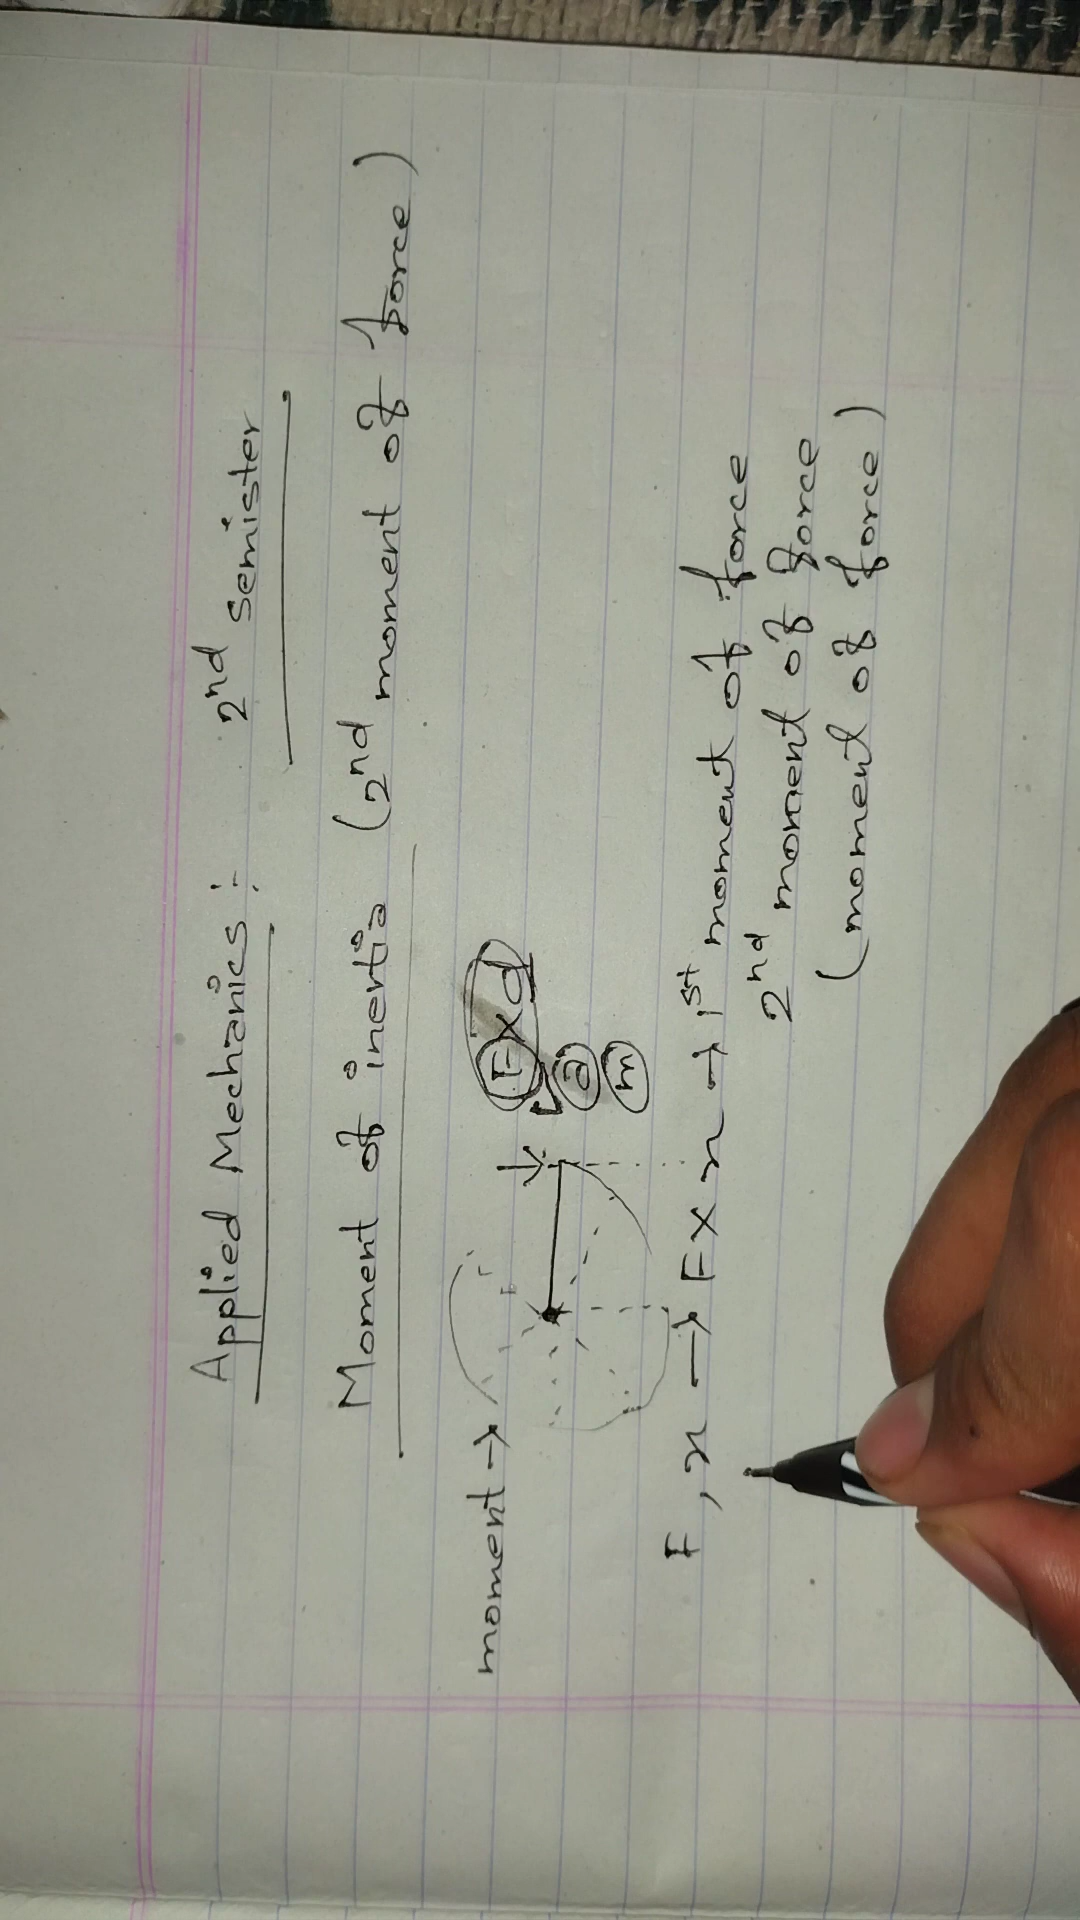 Applied Mechanics :- 2nd Semister
Moment of inertia (2nd moment of force)
moment → F×d
a
m
F, x → F×x → 1st moment of force
2nd moment of force
(moment of force)